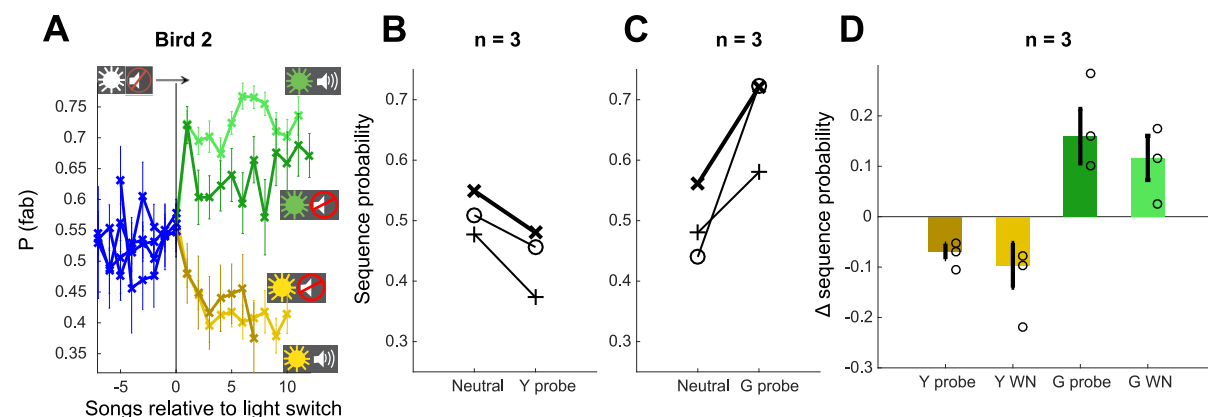 A
Bird 2
P (fab)
0.75
0.7
0.65
0.6
0.55
0.5
0.45
0.4
0.35
-5
0
5
10
Songs relative to light switch
B
n = 3
Sequence probability
0.7
0.6
0.5
0.4
0.3
Neutral
Y probe
C
n = 3
0.7
0.6
0.5
0.4
0.3
Neutral
G probe
D
n = 3
Δ sequence probability
0.3
0.2
0.1
0
-0.1
-0.2
-0.3
Y probe
Y WN
G probe
G WN